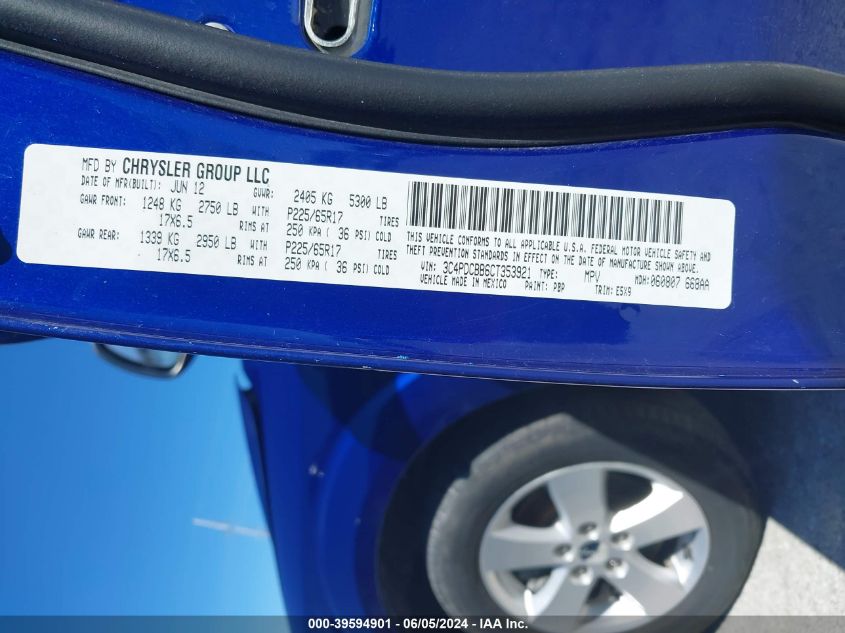 MFD BY CHRYSLER GROUP LLC
DATE OF MFR(BUILT): JUN 12 GVWR: 2405 KG 5300 LB
GAWR FRONT: 1248 KG 2750 LB WITH P225/65R17 TIRES
17X6.5 RIMS AT 250 KPA ( 36 PSI) COLD
GAWR REAR: 1339 KG 2950 LB WITH P225/65R17 TIRES
17X6.5 RIMS AT 250 KPA ( 36 PSI) COLD
THIS VEHICLE CONFORMS TO ALL APPLICABLE U.S.A. FEDERAL MOTOR VEHICLE SAFETY AND
THEFT PREVENTION STANDARDS IN EFFECT ON THE DATE OF MANUFACTURE SHOWN ABOVE.
VIN: 3C4PDCBB6CT353921 TYPE: MPV MDH:060807 668AA
VEHICLE MADE IN MEXICO PAINT: PBP TRIM: E5X9
000-39594901 - 06/05/2024 - IAA Inc.